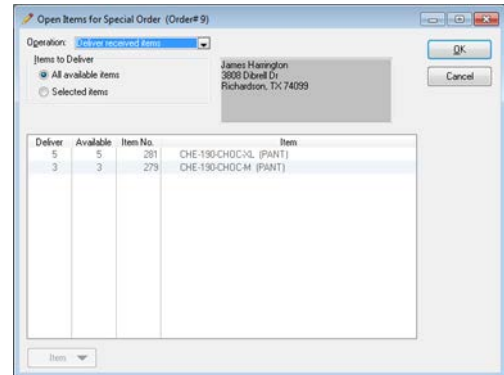 Open Items for Special Order (Order# 9)
Operation: Deliver received items
OK
Items to Deliver
All available items
Selected items
James Harrington
3808 Dibrell Dr
Richardson, TX 74099
Cancel
Deliver Available Item No. Item
5 5 281 CHE-190-CHOC-XL (PANT)
3 3 279 CHE-190-CHOC-M (PANT)
Item